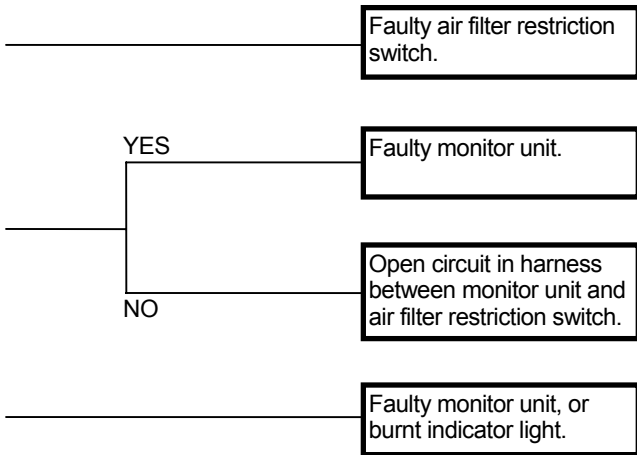 Faulty air filter restriction
switch.
YES
Faulty monitor unit.
Open circuit in harness
between monitor unit and
air filter restriction switch.
NO
Faulty monitor unit, or
burnt indicator light.